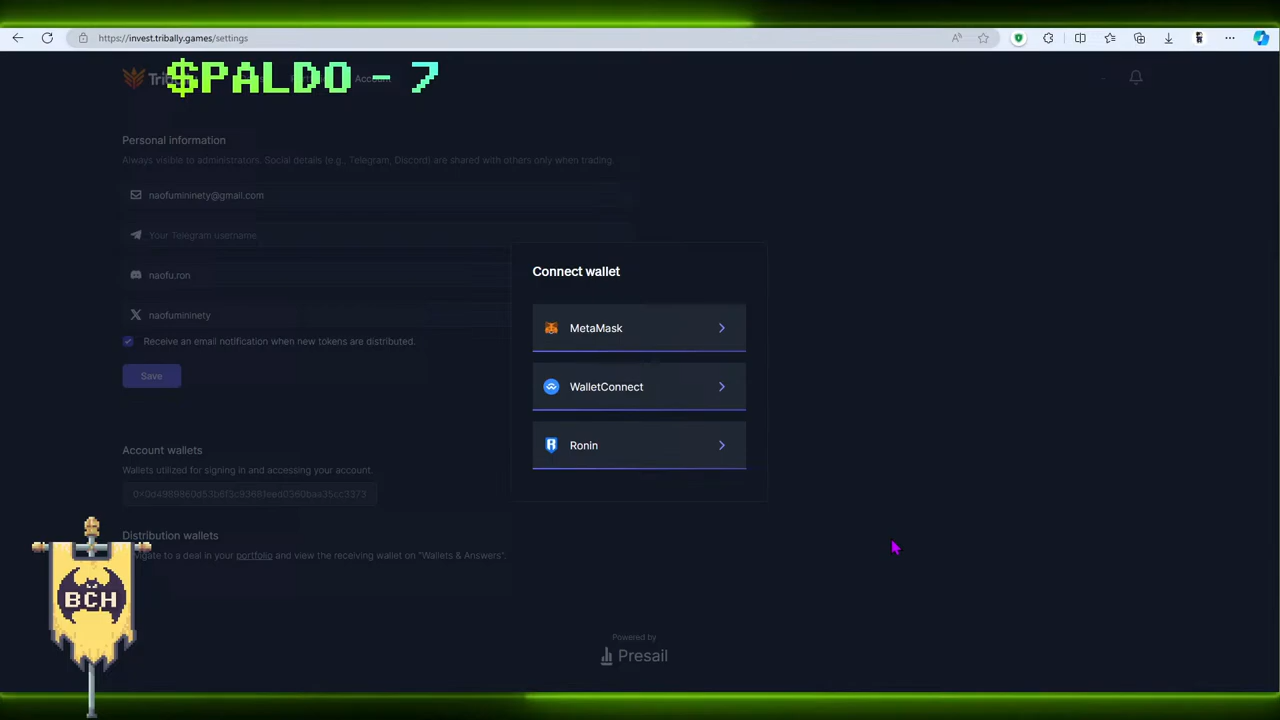 https://invest.tribally.games/settings
$PALDO - 7
Personal information
Always visible to administrators. Social details (e.g., Telegram, Discord) are shared with others only when trading.
naofumininety@gmail.com
Your Telegram username
naofu.ron
naofumininety
Receive an email notification when new tokens are distributed.
Save
Connect wallet
MetaMask
WalletConnect
Ronin
Account wallets
Wallets utilized for signing in and accessing your account.
Distribution wallets
to a deal in your portfolio and view the receiving wallet on "Wallets & Answers".
BCH
Powered by
Presail